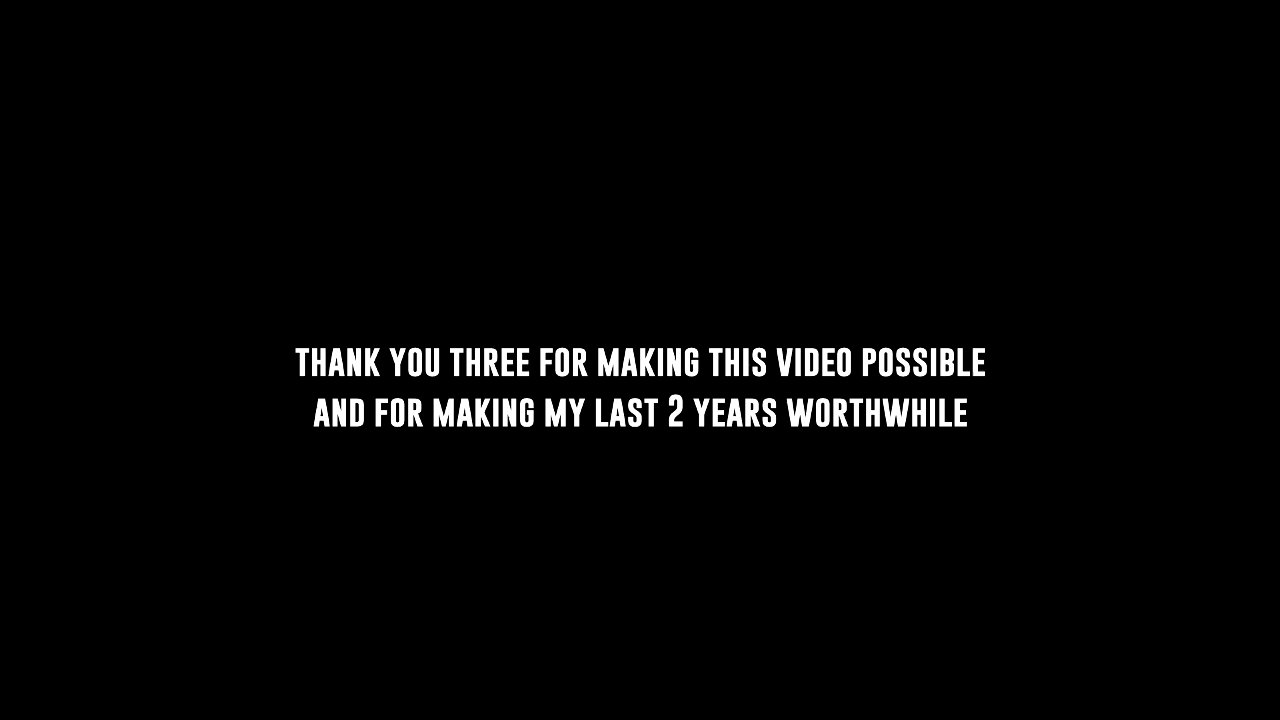 THANK YOU THREE FOR MAKING THIS VIDEO POSSIBLE
AND FOR MAKING MY LAST 2 YEARS WORTHWHILE